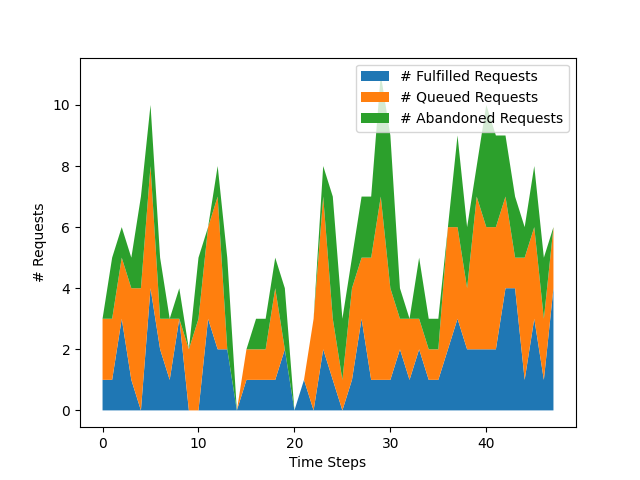 # Fulfilled Requests
# Queued Requests
# Abandoned Requests
# Requests
10
8
6
4
2
0
0 10 20 30 40
Time Steps